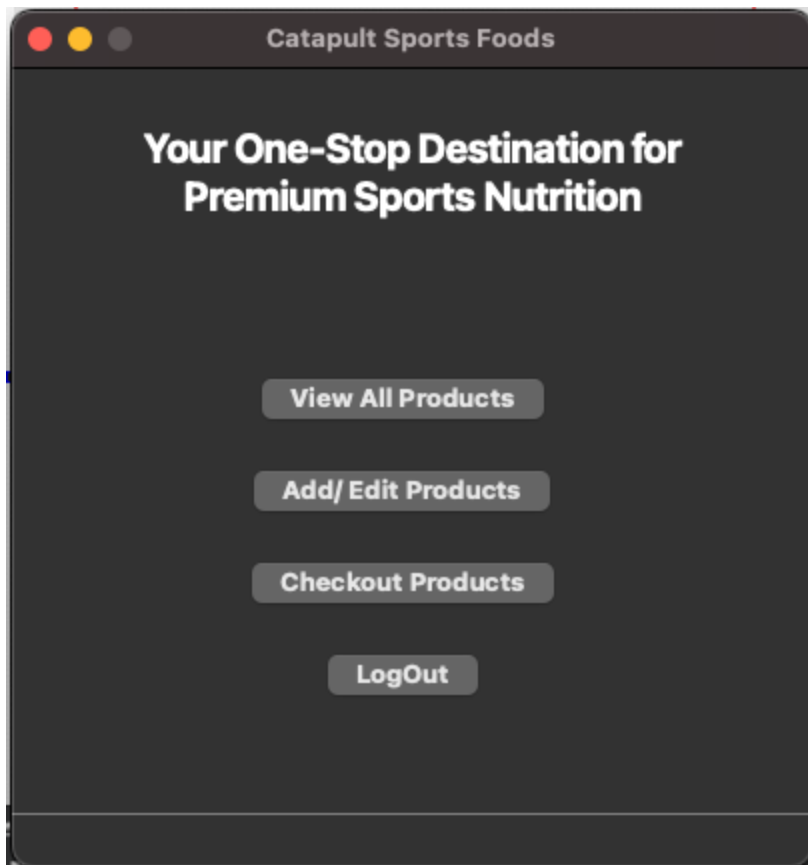 Catapult Sports Foods
Your One-Stop Destination for
Premium Sports Nutrition
View All Products
Add/ Edit Products
Checkout Products
LogOut